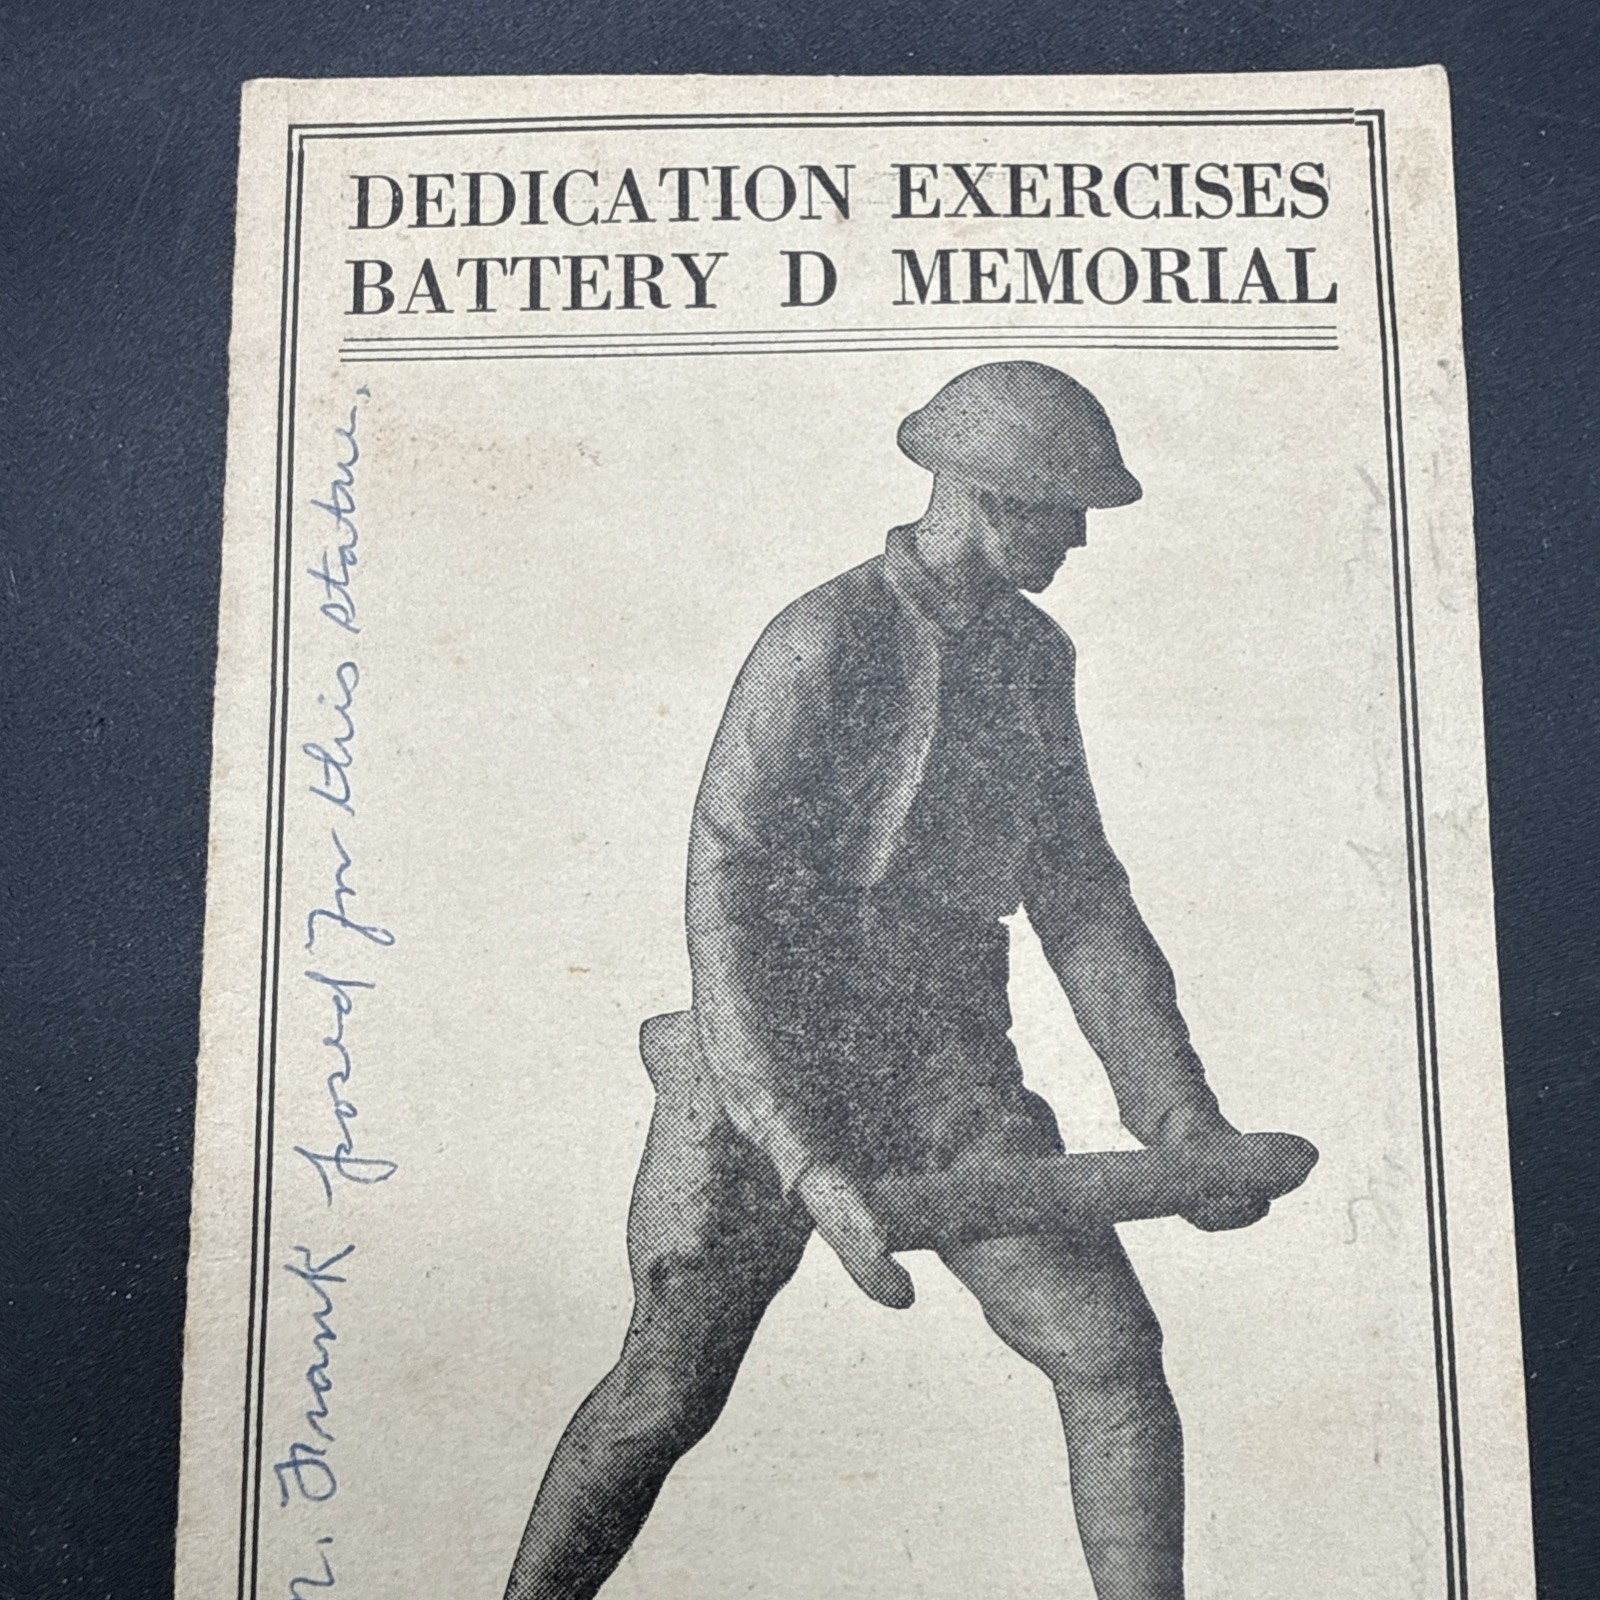 DEDICATION EXERCISES
BATTERY D MEMORIAL
Frank posed for this statue.